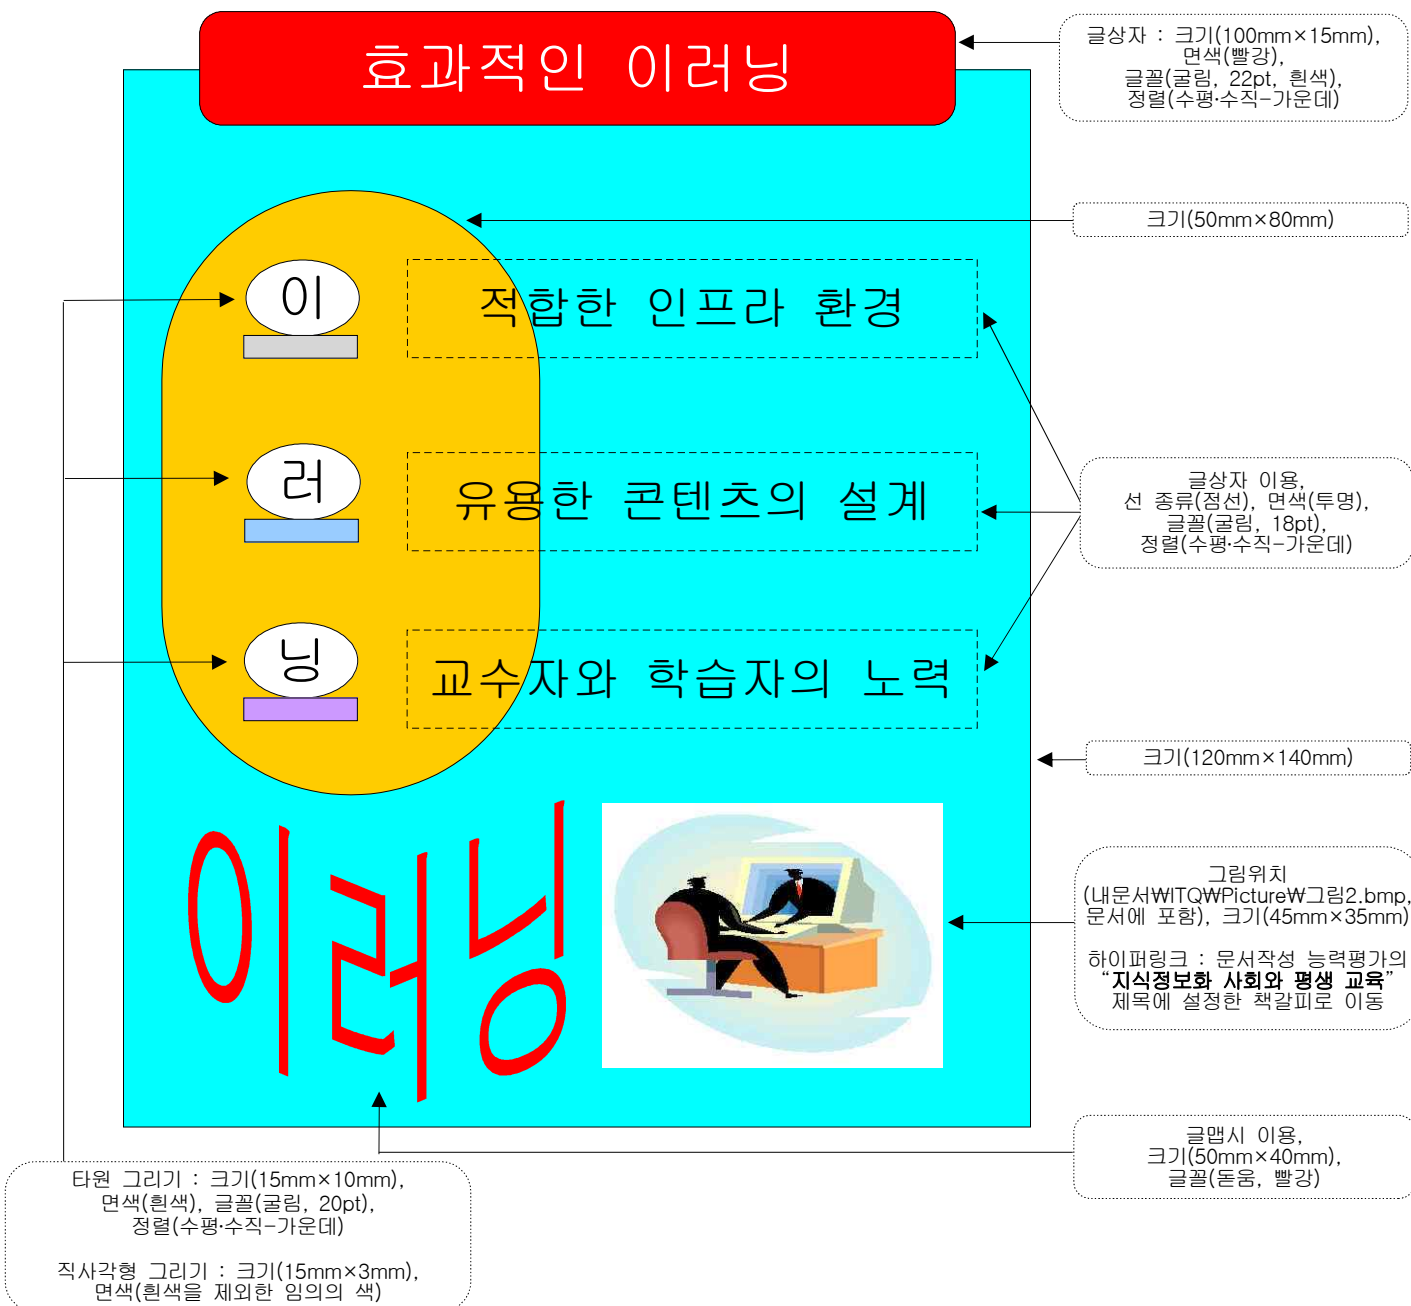 효과적인 이러닝
글상자 : 크기(100mm×15mm),
면색(빨강),
글꼴(굴림, 22pt, 흰색),
정렬(수평·수직-가운데)
크기(50mm×80mm)
이
적합한 인프라 환경
러
유용한 콘텐츠의 설계
글상자 이용,
선 종류(점선), 면색(투명),
글꼴(굴림, 18pt),
정렬(수평·수직-가운데)
닝
교수자와 학습자의 노력
크기(120mm×140mm)
이러닝
그림위치
(내문서₩ITQ₩Picture₩그림2.bmp,
문서에 포함), 크기(45mm×35mm)
하이퍼링크 : 문서작성 능력평가의
“지식정보화 사회와 평생 교육”
제목에 설정한 책갈피로 이동
글맵시 이용,
크기(50mm×40mm),
글꼴(돋움, 빨강)
타원 그리기 : 크기(15mm×10mm),
면색(흰색), 글꼴(굴림, 20pt),
정렬(수평·수직-가운데)
직사각형 그리기 : 크기(15mm×3mm),
면색(흰색을 제외한 임의의 색)